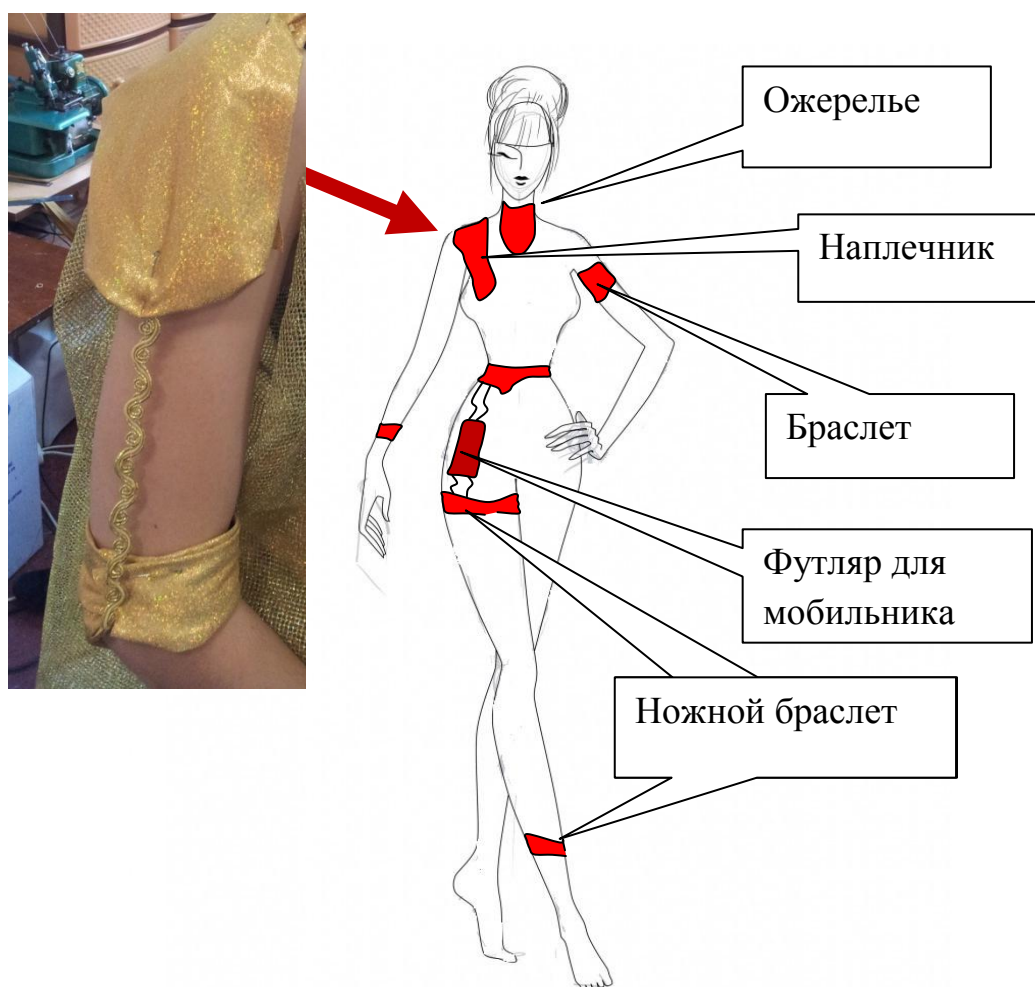 Ожерелье
Наплечник
Браслет
Футляр для
мобильника
Ножной браслет